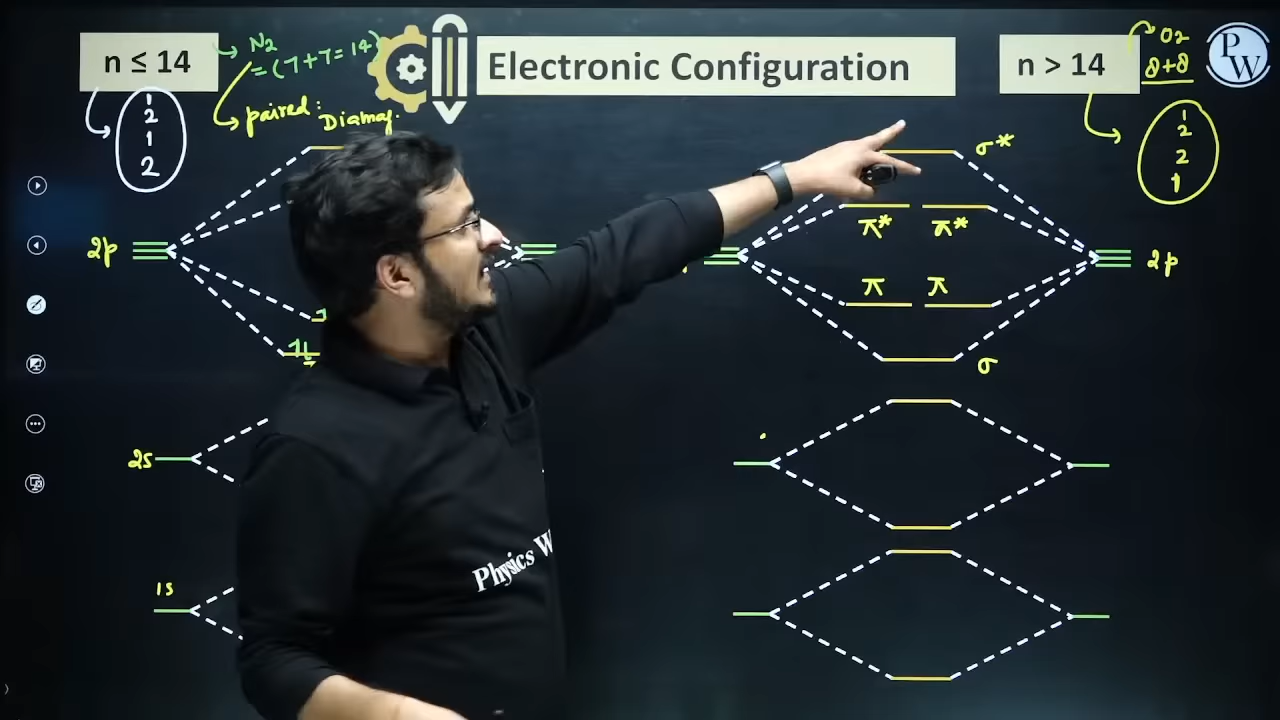 n ≤ 14
N2
=(7+7=14)
paired:
Diamag.
1
2
1
2
Electronic Configuration
n > 14
O2
8+8
P
W
1
2
2
1
σ*
π* π*
π π
σ
2p
2p
2s
1s
Physics W